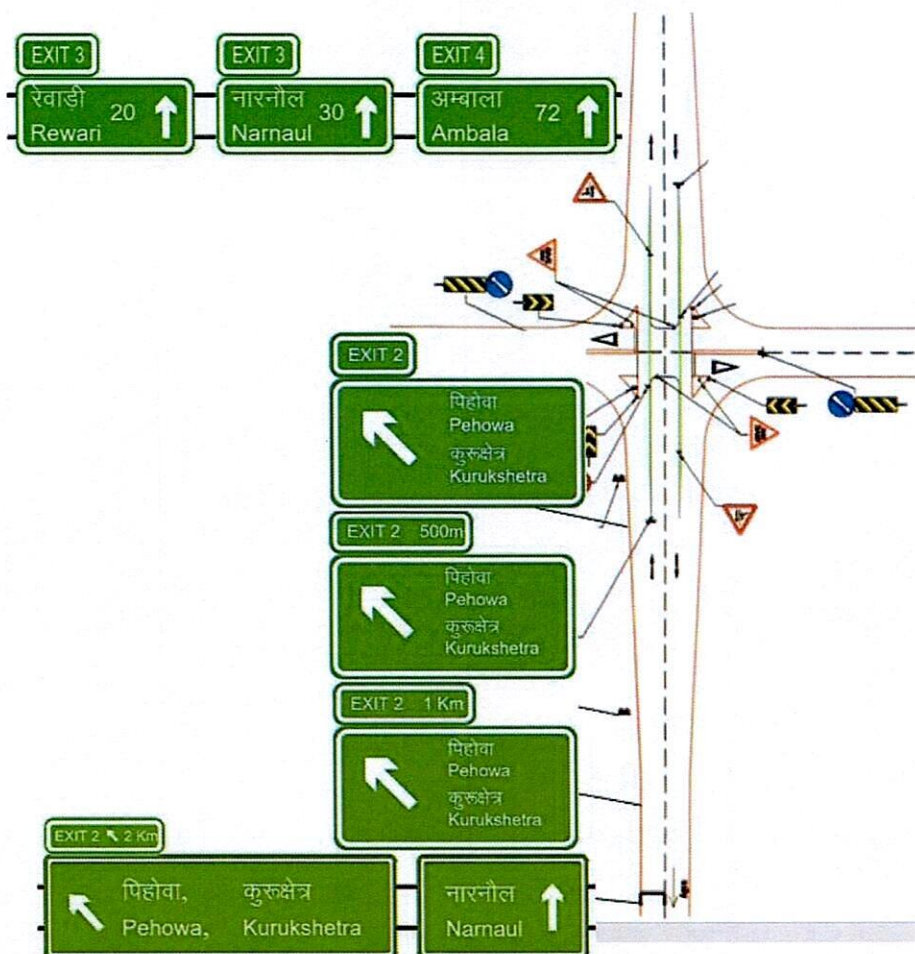 EXIT 3
रेवाड़ी
Rewari
20
EXIT 3
नारनौल
Narnaul
30
EXIT 4
अम्बाला
Ambala
72
EXIT 2
पिहोवा
Pehowa
कुरूक्षेत्र
Kurukshetra
EXIT 2 500m
पिहोवा
Pehowa
कुरूक्षेत्र
Kurukshetra
EXIT 2 1 Km
पिहोवा
Pehowa
कुरूक्षेत्र
Kurukshetra
EXIT 2 ↖ 2 Km
पिहोवा, कुरूक्षेत्र
Pehowa, Kurukshetra
नारनौल
Narnaul